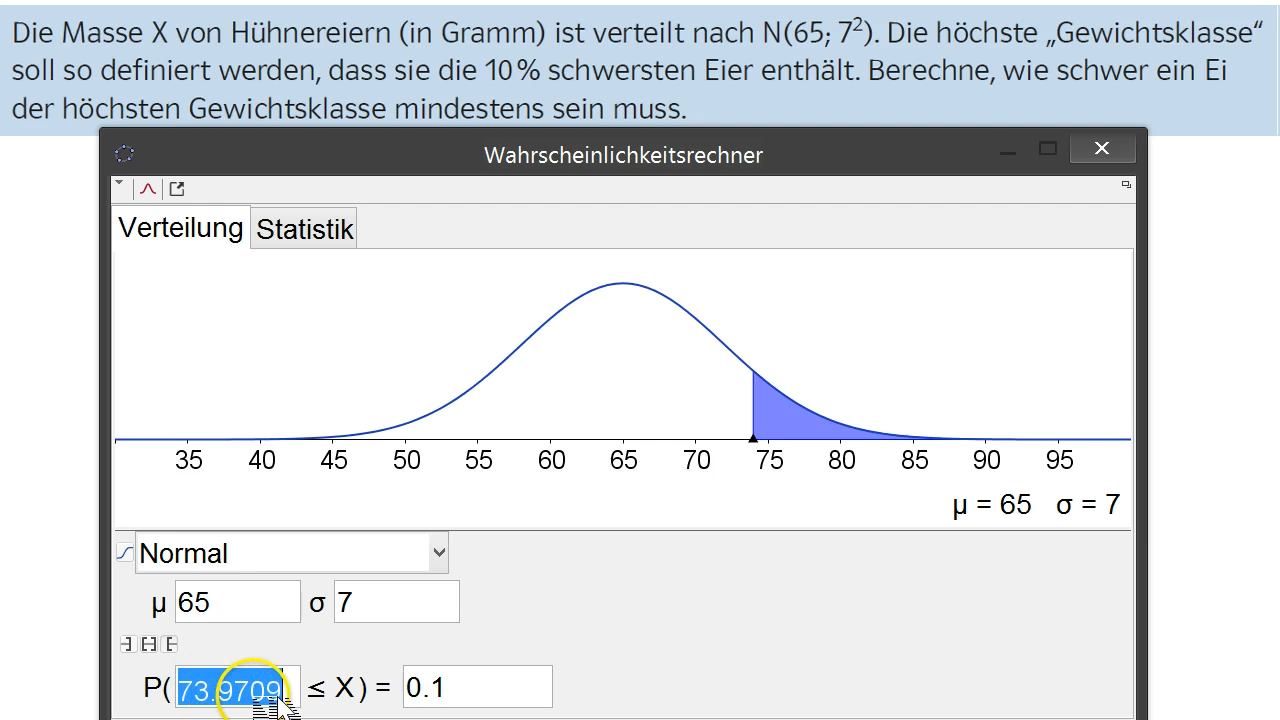 Die Masse X von Hühnereiern (in Gramm) ist verteilt nach N(65; 7²). Die höchste „Gewichtsklasse“
soll so definiert werden, dass sie die 10 % schwersten Eier enthält. Berechne, wie schwer ein Ei
der höchsten Gewichtsklasse mindestens sein muss.
Wahrscheinlichkeitsrechner
Verteilung Statistik
35 40 45 50 55 60 65 70 75 80 85 90 95
μ = 65 σ = 7
Normal
μ 65 σ 7
P( 73.9709 ≤ X ) = 0.1